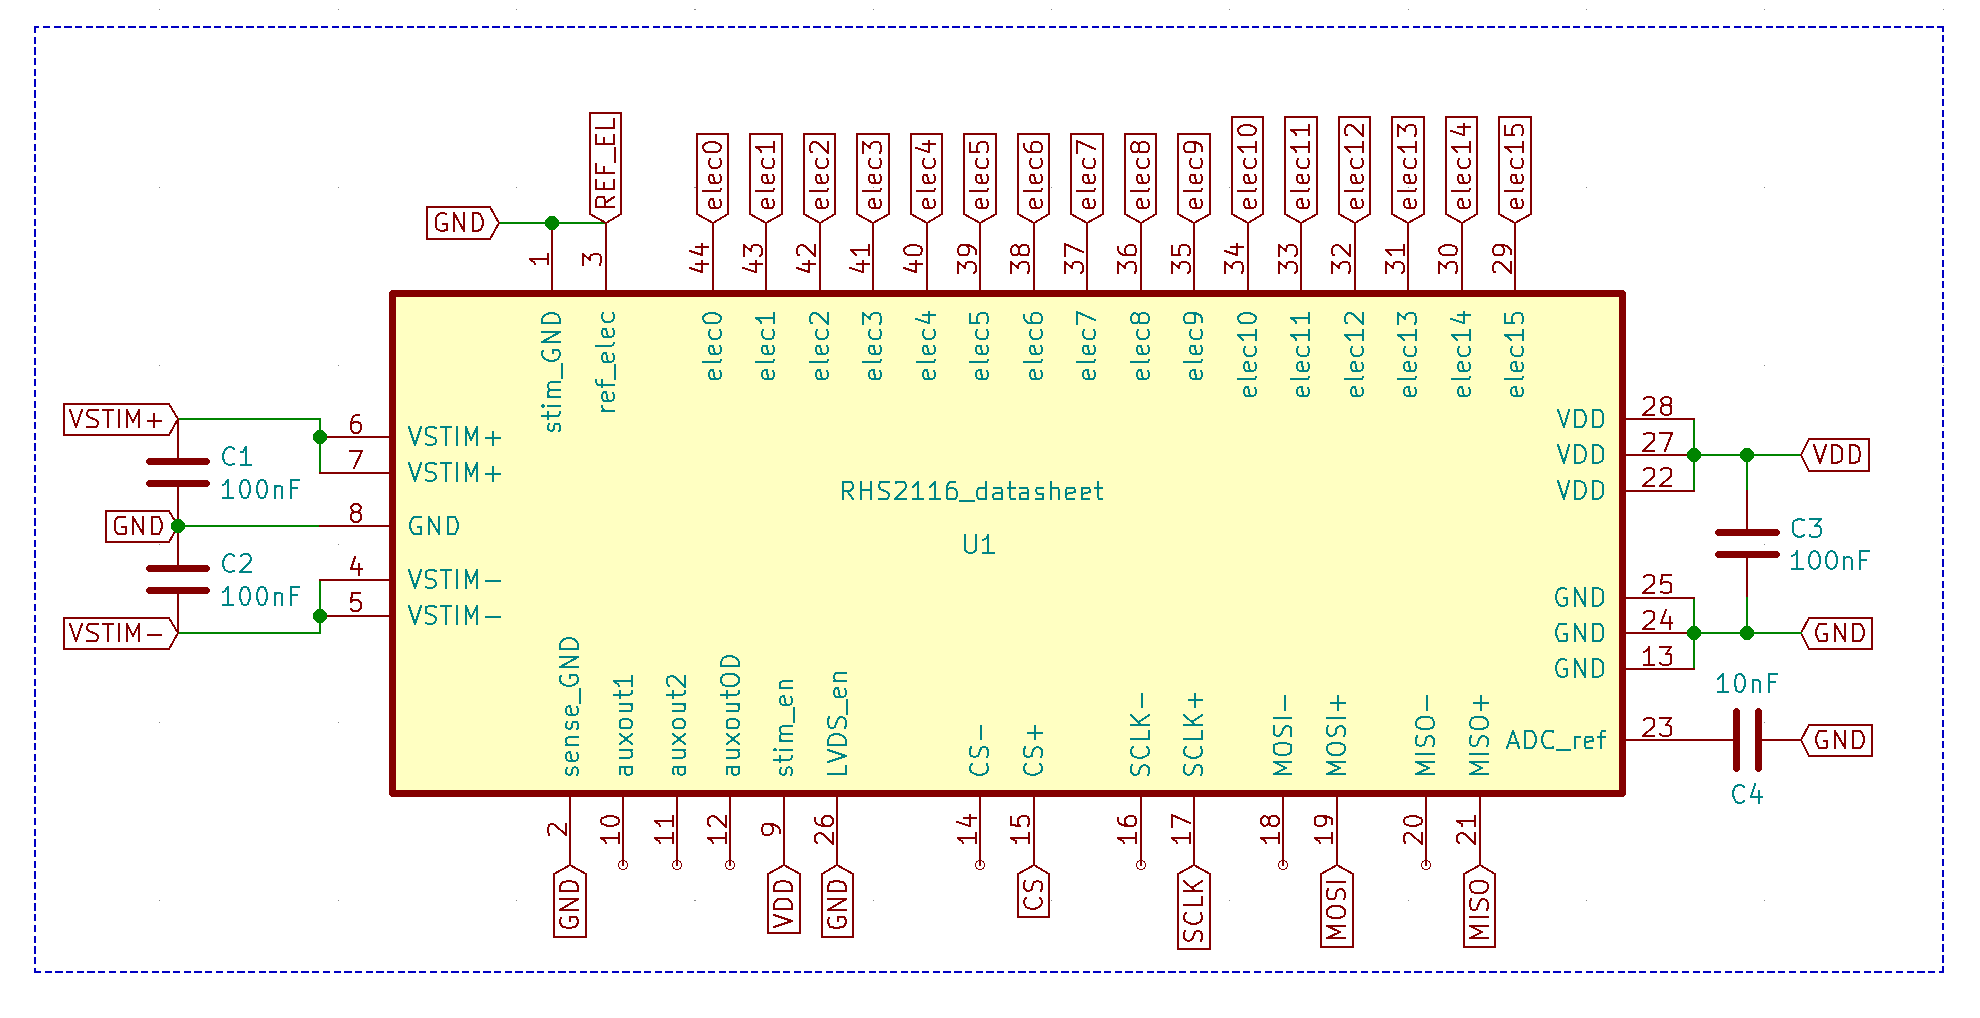 REF_EL
elec0
elec1
elec2
elec3
elec4
elec5
elec6
elec7
elec8
elec9
elec10
elec11
elec12
elec13
elec14
elec15
GND
1
3
44
43
42
41
40
39
38
37
36
35
34
33
32
31
30
29
stim_GND
ref_elec
elec0
elec1
elec2
elec3
elec4
elec5
elec6
elec7
elec8
elec9
elec10
elec11
elec12
elec13
elec14
elec15
VSTIM+
C1
100nF
GND
C2
100nF
VSTIM-
6
7
8
4
5
VSTIM+
VSTIM+
GND
VSTIM-
VSTIM-
RHS2116_datasheet
U1
VDD
VDD
VDD
GND
GND
GND
ADC_ref
28
27
22
25
24
13
23
VDD
C3
100nF
GND
10nF
GND
C4
sense_GND
auxout1
auxout2
auxoutOD
stim_en
LVDS_en
CS-
CS+
SCLK-
SCLK+
MOSI-
MOSI+
MISO-
MISO+
2
10
11
12
9
26
14
15
16
17
18
19
20
21
GND
VDD
GND
CS
SCLK
MOSI
MISO